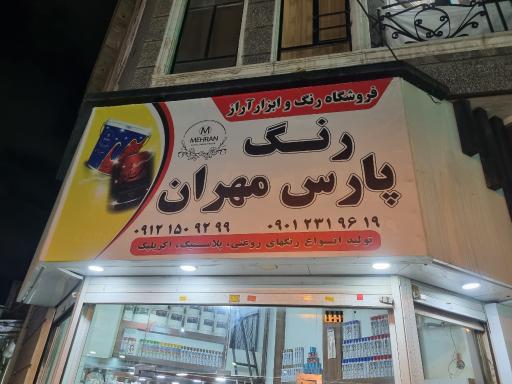 فروشگاه رنگ و ابزار آراز
M
MEHRAN
رنگ
پارس مهران
۰۹۱۲ ۱۵۰ ۹۲ ۹۹
۰۹۰۱ ۲۳۱ ۹۶ ۱۹
تولید انواع رنگهای روغنی، پلاستیک، اکریلیک